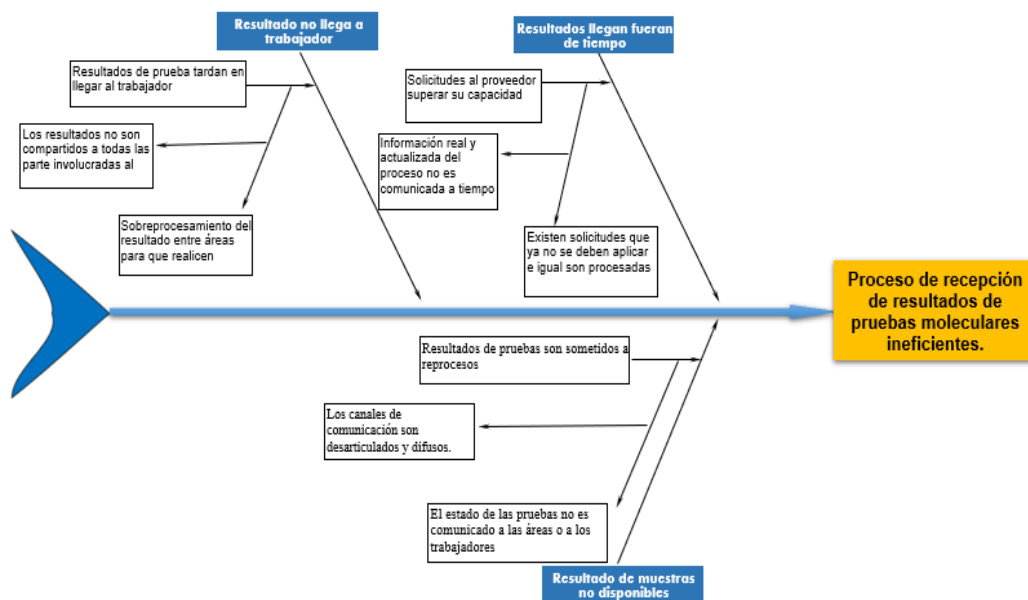 Resultado no llega a
trabajador
Resultados llegan fueran
de tiempo
Resultados de prueba tardan en
llegar al trabajador
Solicitudes al proveedor
superar su capacidad
Los resultados no son
compartidos a todas las
parte involucradas al
Información real y
actualizada del
proceso no es
comunicada a tiempo
Sobreprocesamiento del
resultado entre áreas
para que realicen
Existen solicitudes que
ya no se deben aplicar
e igual son procesadas
Proceso de recepción
de resultados de
pruebas moleculares
ineficientes.
Resultados de pruebas son sometidos a
reprocesos
Los canales de
comunicación son
desarticulados y difusos.
El estado de las pruebas no es
comunicado a las áreas o a los
trabajadores
Resultado de muestras
no disponibles